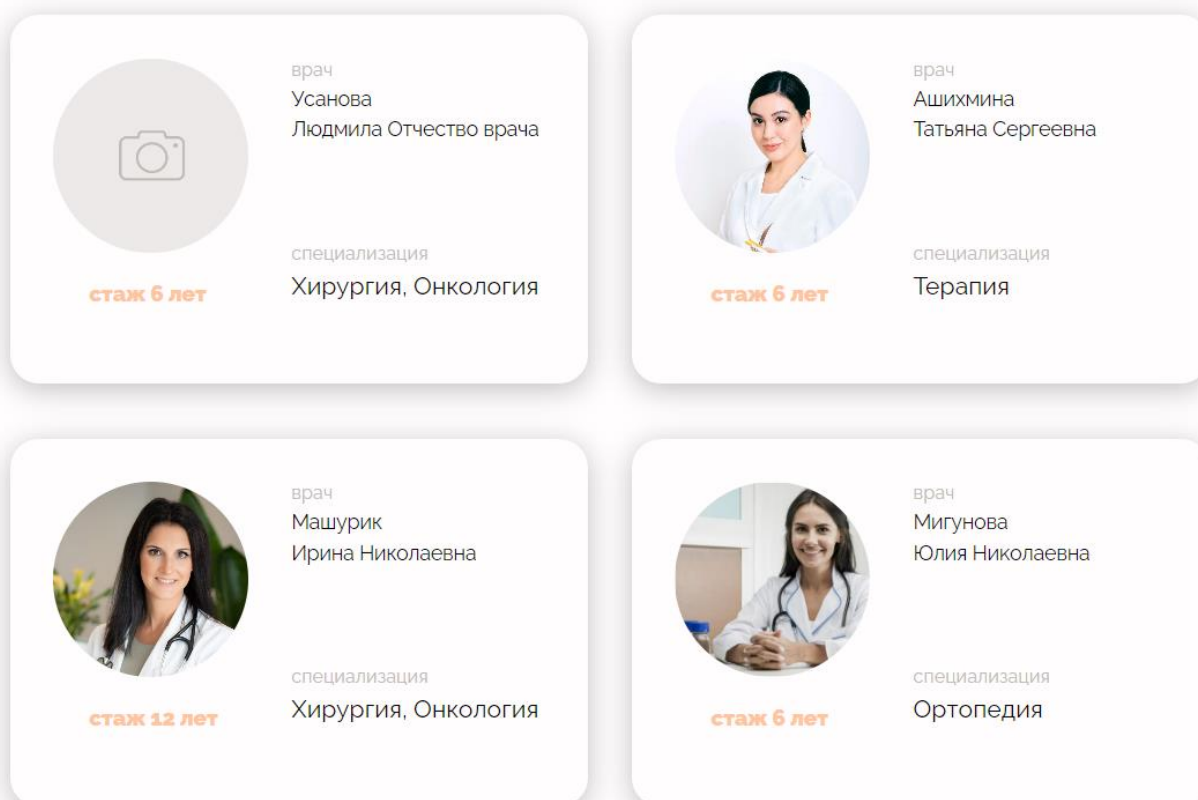 врач
Усанова
Людмила Отчество врача
специализация
Хирургия, Онкология
стаж 6 лет
врач
Ашихмина
Татьяна Сергеевна
специализация
Терапия
стаж 6 лет
врач
Машурик
Ирина Николаевна
специализация
Хирургия, Онкология
стаж 12 лет
врач
Мигунова
Юлия Николаевна
специализация
Ортопедия
стаж 6 лет